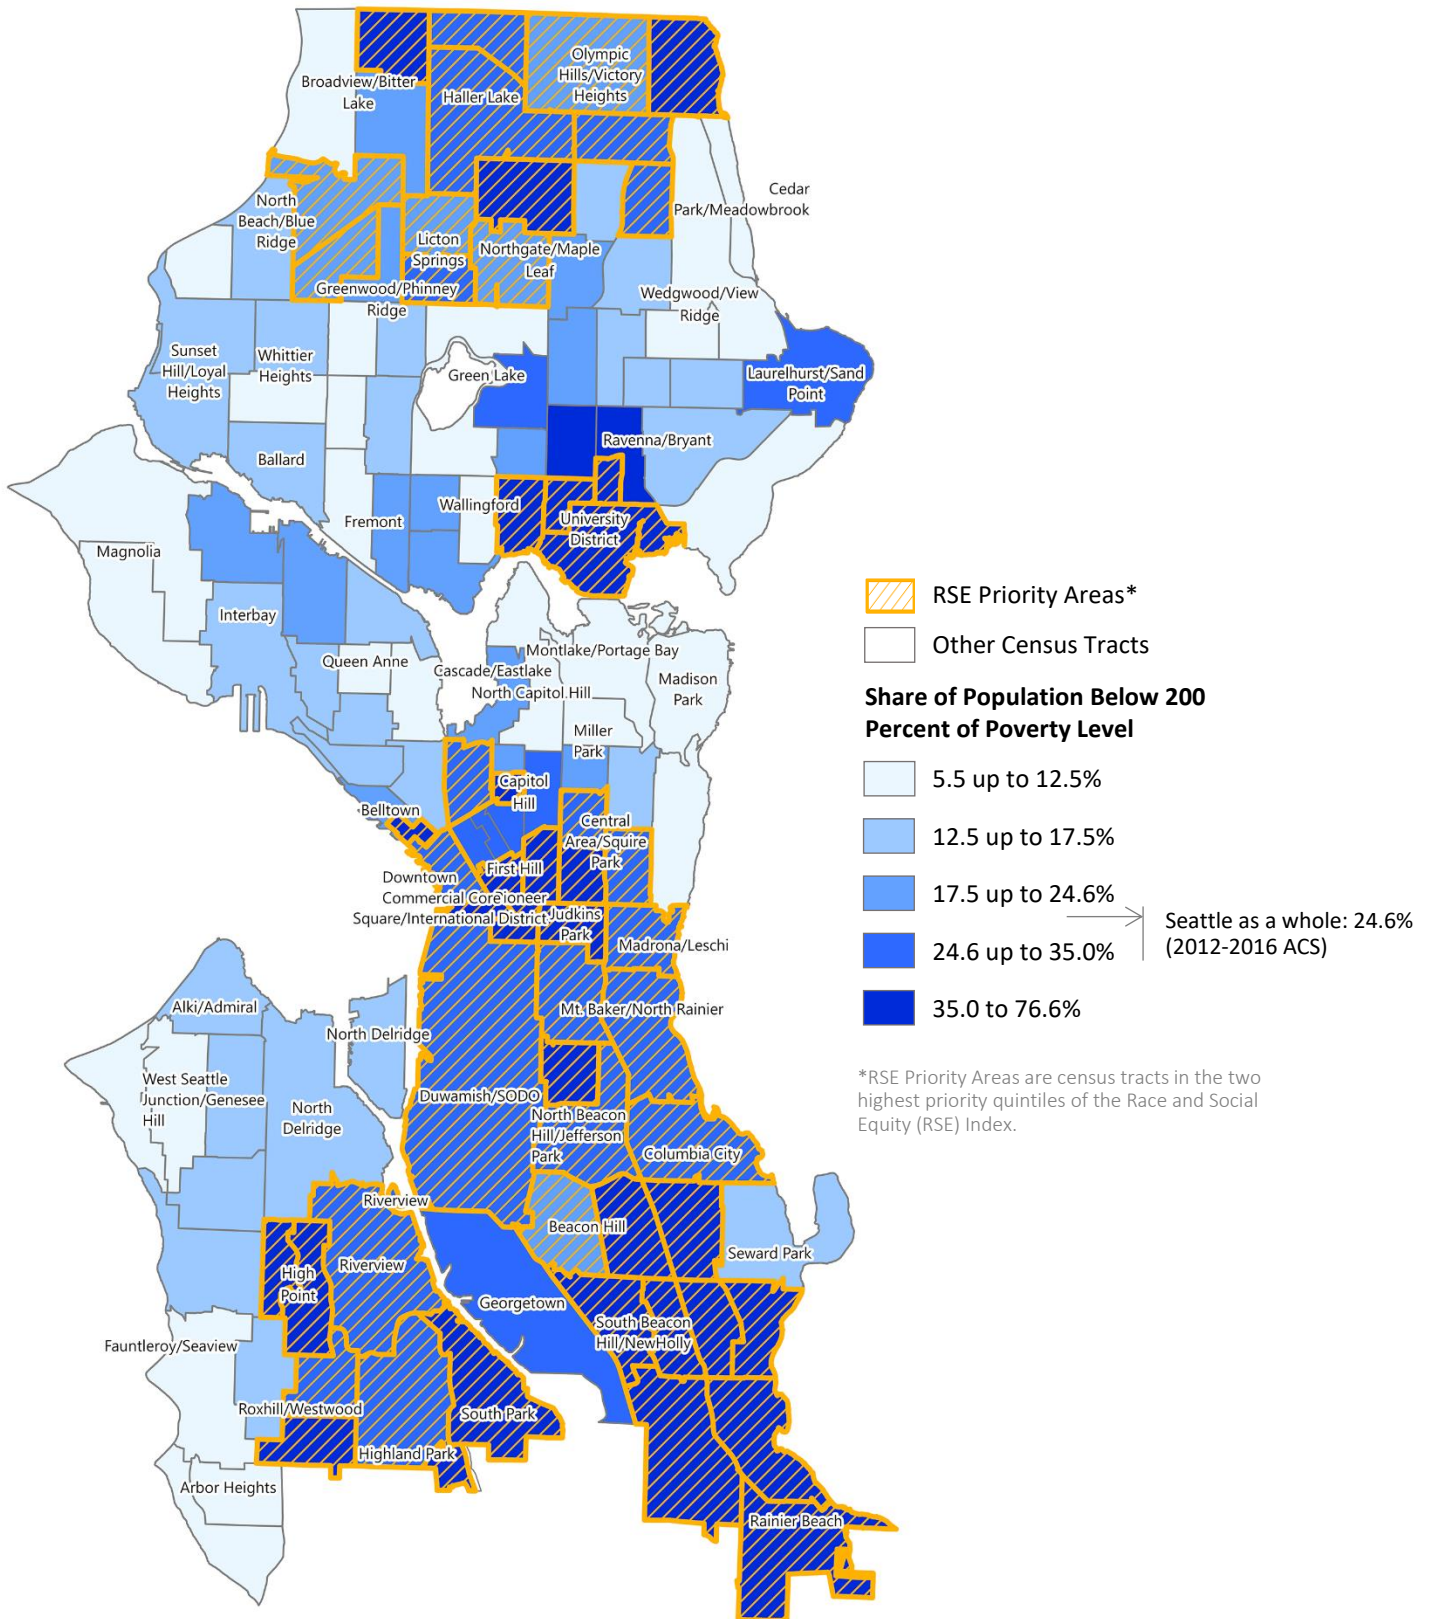 Olympic
Hills/Victory
Heights
Broadview/Bitter
Lake
Haller Lake
Cedar
Park/Meadowbrook
North
Beach/Blue
Ridge
Licton
Springs
Northgate/Maple
Leaf
Greenwood/Phinney
Ridge
Wedgwood/View
Ridge
Sunset
Hill/Loyal
Heights
Whittier
Heights
Green Lake
Laurelhurst/Sand
Point
Ravenna/Bryant
Ballard
Wallingford
Fremont
University
District
Magnolia
Interbay
Queen Anne
Montlake/Portage Bay
Cascade/Eastlake
North Capitol Hill
Madison
Park
Miller
Park
Capitol
Hill
Belltown
Central
Area/Squire
Park
First Hill
Downtown
Commercial Core
Pioneer
Square/International District
Judkins
Park
Madrona/Leschi
Alki/Admiral
North Delridge
Mt. Baker/North Rainier
West Seattle
Junction/Genesee
Hill
North
Delridge
Duwamish/SODO
North Beacon
Hill/Jefferson
Park
Columbia City
Riverview
Beacon Hill
Seward Park
Riverview
High
Point
Georgetown
South Beacon
Hill/NewHolly
Fauntleroy/Seaview
Roxhill/Westwood
South Park
Highland Park
Arbor Heights
Rainier Beach
RSE Priority Areas*
Other Census Tracts
Share of Population Below 200
Percent of Poverty Level
5.5 up to 12.5%
12.5 up to 17.5%
17.5 up to 24.6%
Seattle as a whole: 24.6%
(2012-2016 ACS)
24.6 up to 35.0%
35.0 to 76.6%
*RSE Priority Areas are census tracts in the two
highest priority quintiles of the Race and Social
Equity (RSE) Index.